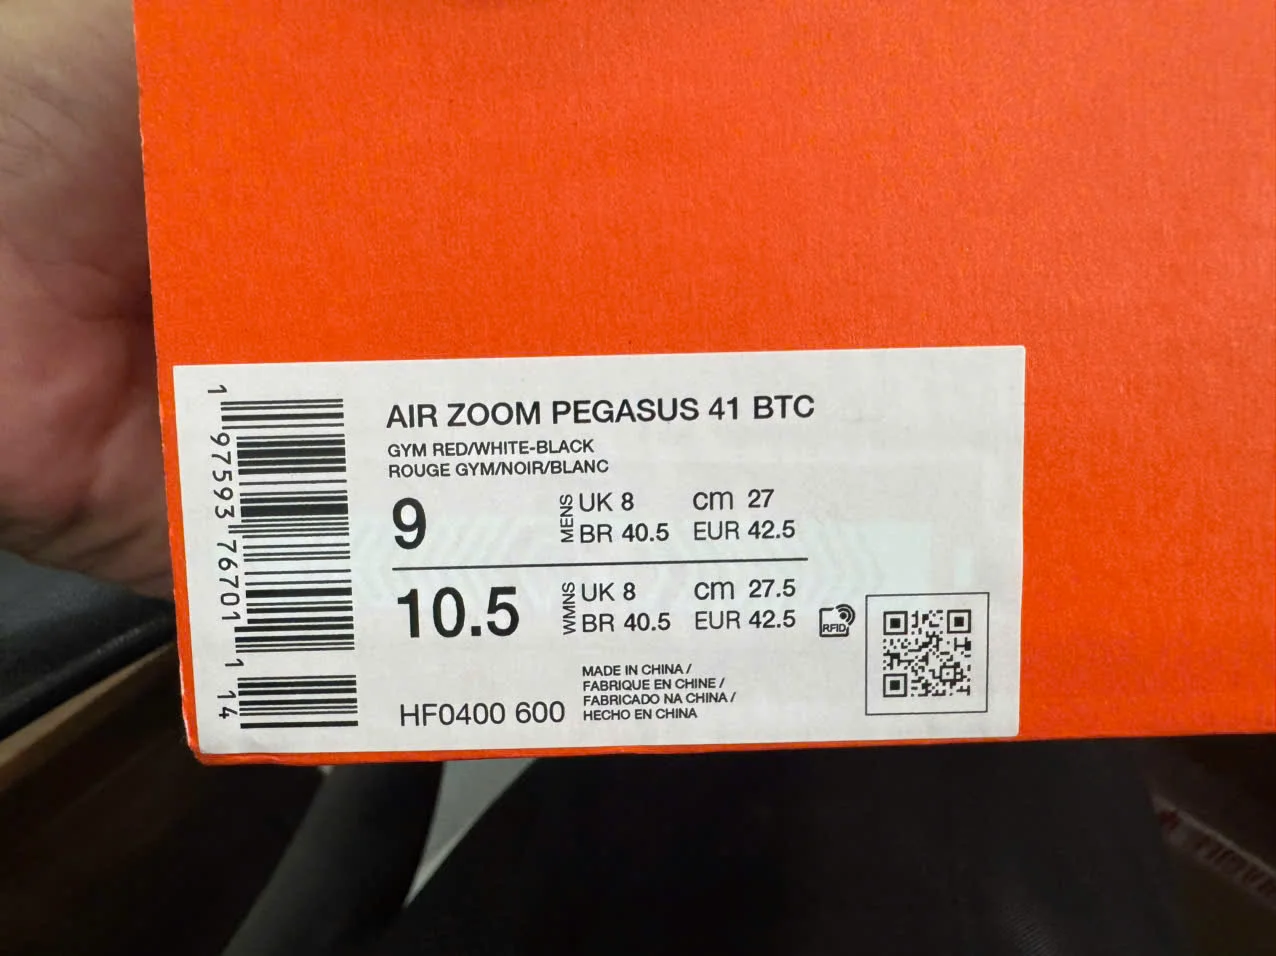 AIR ZOOM PEGASUS 41 BTC
GYM RED/WHITE-BLACK
ROUGE GYM/NOIR/BLANC
9
MENS
UK 8 cm 27
BR 40.5 EUR 42.5
10.5
WMNS
UK 8 cm 27.5
BR 40.5 EUR 42.5
RFID
MADE IN CHINA /
FABRIQUE EN CHINE /
FABRICADO NA CHINA /
HECHO EN CHINA
HF0400 600
1 97593 76701 1 14